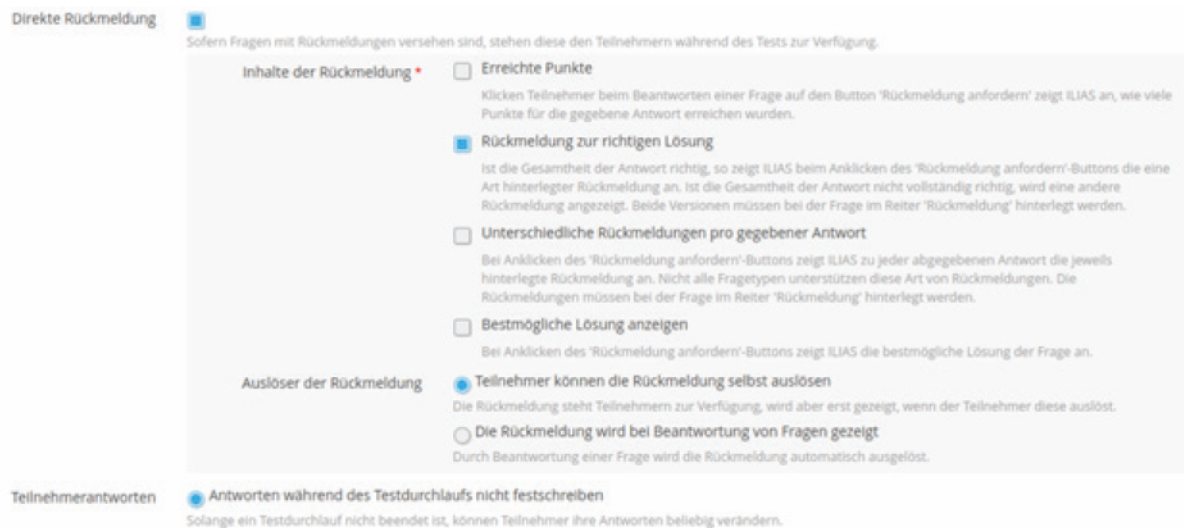 Direkte Rückmeldung
Sofern Fragen mit Rückmeldungen versehen sind, stehen diese den Teilnehmern während des Tests zur Verfügung.
Inhalte der Rückmeldung *
Erreichte Punkte
Klicken Teilnehmer beim Beantworten einer Frage auf den Button 'Rückmeldung anfordern' zeigt ILIAS an, wie viele
Punkte für die gegebene Antwort erreichen wurden.
Rückmeldung zur richtigen Lösung
Ist die Gesamtheit der Antwort richtig, so zeigt ILIAS beim Anklicken des 'Rückmeldung anfordern'-Buttons die eine
Art hinterlegter Rückmeldung an. Ist die Gesamtheit der Antwort nicht vollständig richtig, wird eine andere
Rückmeldung angezeigt. Beide Versionen müssen bei der Frage im Reiter 'Rückmeldung' hinterlegt werden.
Unterschiedliche Rückmeldungen pro gegebener Antwort
Bei Anklicken des 'Rückmeldung anfordern'-Buttons zeigt ILIAS zu jeder abgegebenen Antwort die jeweils
hinterlegte Rückmeldung an. Nicht alle Fragetypen unterstützen diese Art von Rückmeldungen. Die
Rückmeldungen müssen bei der Frage im Reiter 'Rückmeldung' hinterlegt werden.
Bestmögliche Lösung anzeigen
Bei Anklicken des 'Rückmeldung anfordern'-Buttons zeigt ILIAS die bestmögliche Lösung der Frage an.
Auslöser der Rückmeldung
Teilnehmer können die Rückmeldung selbst auslösen
Die Rückmeldung steht Teilnehmern zur Verfügung, wird aber erst gezeigt, wenn der Teilnehmer diese auslöst.
Die Rückmeldung wird bei Beantwortung von Fragen gezeigt
Durch Beantwortung einer Frage wird die Rückmeldung automatisch ausgelöst.
Teilnehmerantworten
Antworten während des Testdurchlaufs nicht festschreiben
Solange ein Testdurchlauf nicht beendet ist, können Teilnehmer ihre Antworten beliebig verändern.